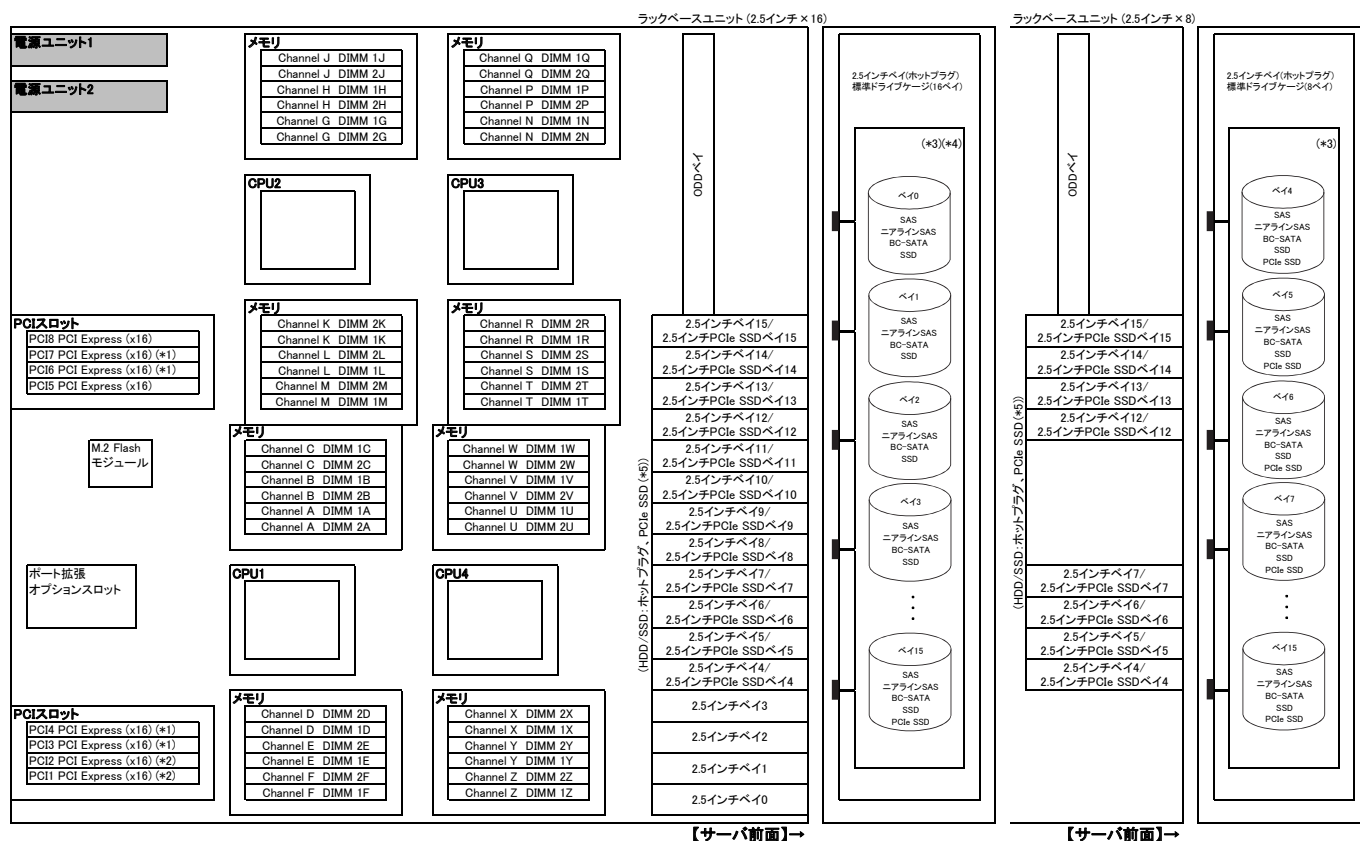 ラックベースユニット (2.5インチ×16)
ラックベースユニット (2.5インチ×8)
電源ユニット1
電源ユニット2
メモリ
Channel J DIMM 1J
Channel J DIMM 2J
Channel H DIMM 1H
Channel H DIMM 2H
Channel G DIMM 1G
Channel G DIMM 2G
メモリ
Channel Q DIMM 1Q
Channel Q DIMM 2Q
Channel P DIMM 1P
Channel P DIMM 2P
Channel N DIMM 1N
Channel N DIMM 2N
CPU2
CPU3
PCIスロット
PCI8 PCI Express (x16)
PCI7 PCI Express (x16) (*1)
PCI6 PCI Express (x16) (*1)
PCI5 PCI Express (x16)
メモリ
Channel K DIMM 2K
Channel K DIMM 1K
Channel L DIMM 2L
Channel L DIMM 1L
Channel M DIMM 2M
Channel M DIMM 1M
メモリ
Channel R DIMM 2R
Channel R DIMM 1R
Channel S DIMM 2S
Channel S DIMM 1S
Channel T DIMM 2T
Channel T DIMM 1T
M.2 Flash
モジュール
メモリ
Channel C DIMM 1C
Channel C DIMM 2C
Channel B DIMM 1B
Channel B DIMM 2B
Channel A DIMM 1A
Channel A DIMM 2A
メモリ
Channel W DIMM 1W
Channel W DIMM 2W
Channel V DIMM 1V
Channel V DIMM 2V
Channel U DIMM 1U
Channel U DIMM 2U
ポート拡張
オプションスロット
CPU1
CPU4
PCIスロット
PCI4 PCI Express (x16) (*1)
PCI3 PCI Express (x16) (*1)
PCI2 PCI Express (x16) (*2)
PCI1 PCI Express (x16) (*2)
メモリ
Channel D DIMM 2D
Channel D DIMM 1D
Channel E DIMM 2E
Channel E DIMM 1E
Channel F DIMM 2F
Channel F DIMM 1F
メモリ
Channel X DIMM 2X
Channel X DIMM 1X
Channel Y DIMM 2Y
Channel Y DIMM 1Y
Channel Z DIMM 2Z
Channel Z DIMM 1Z
ODDベイ
(HDD/SSD:ホットプラグ、PCIe SSD(*5))
2.5インチベイ15/
2.5インチPCIe SSDベイ15
2.5インチベイ14/
2.5インチPCIe SSDベイ14
2.5インチベイ13/
2.5インチPCIe SSDベイ13
2.5インチベイ12/
2.5インチPCIe SSDベイ12
2.5インチベイ11/
2.5インチPCIe SSDベイ11
2.5インチベイ10/
2.5インチPCIe SSDベイ10
2.5インチベイ9/
2.5インチPCIe SSDベイ9
2.5インチベイ8/
2.5インチPCIe SSDベイ8
2.5インチベイ7/
2.5インチPCIe SSDベイ7
2.5インチベイ6/
2.5インチPCIe SSDベイ6
2.5インチベイ5/
2.5インチPCIe SSDベイ5
2.5インチベイ4/
2.5インチPCIe SSDベイ4
2.5インチベイ3
2.5インチベイ2
2.5インチベイ1
2.5インチベイ0
【サーバ前面】→
2.5インチベイ(ホットプラグ)
標準ドライブケージ(16ベイ)
(*3)(*4)
ベイ0
SAS
ニアラインSAS
BC-SATA
SSD
ベイ1
SAS
ニアラインSAS
BC-SATA
SSD
ベイ2
SAS
ニアラインSAS
BC-SATA
SSD
ベイ3
SAS
ニアラインSAS
BC-SATA
SSD
・
・
・
ベイ15
SAS
ニアラインSAS
BC-SATA
SSD
PCIe SSD
ODDベイ
(HDD/SSD:ホットプラグ、PCIe SSD(*5))
2.5インチベイ15/
2.5インチPCIe SSDベイ15
2.5インチベイ14/
2.5インチPCIe SSDベイ14
2.5インチベイ13/
2.5インチPCIe SSDベイ13
2.5インチベイ12/
2.5インチPCIe SSDベイ12
2.5インチベイ7/
2.5インチPCIe SSDベイ7
2.5インチベイ6/
2.5インチPCIe SSDベイ6
2.5インチベイ5/
2.5インチPCIe SSDベイ5
2.5インチベイ4/
2.5インチPCIe SSDベイ4
【サーバ前面】→
2.5インチベイ(ホットプラグ)
標準ドライブケージ(8ベイ)
(*3)
ベイ4
SAS
ニアラインSAS
BC-SATA
SSD
PCIe SSD
ベイ5
SAS
ニアラインSAS
BC-SATA
SSD
PCIe SSD
ベイ6
SAS
ニアラインSAS
BC-SATA
SSD
PCIe SSD
ベイ7
SAS
ニアラインSAS
BC-SATA
SSD
PCIe SSD
・
・
・
ベイ15
SAS
ニアラインSAS
BC-SATA
SSD
PCIe SSD